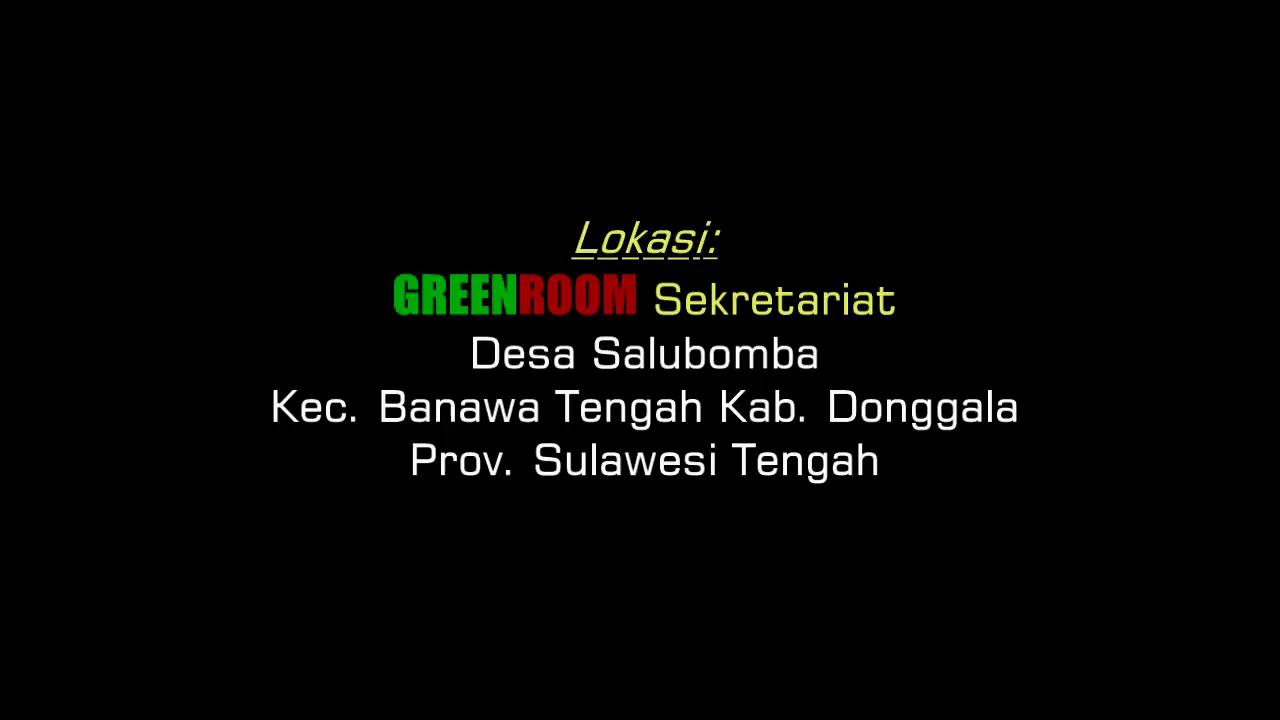 Lokasi:
GREENROOM Sekretariat
Desa Salubomba
Kec. Banawa Tengah Kab. Donggala
Prov. Sulawesi Tengah